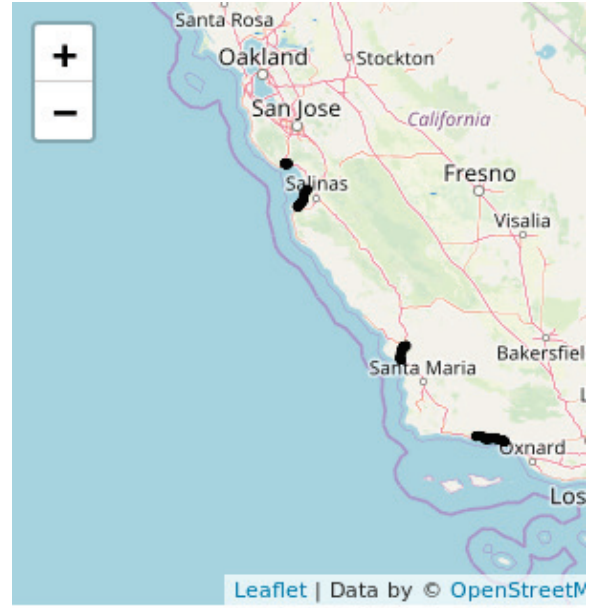 Santa Rosa
+
Oakland
Stockton
−
San Jose
California
Salinas
Fresno
Visalia
Bakersfiel
Santa Maria
L
Oxnard
Los
Leaflet | Data by © OpenStreetM